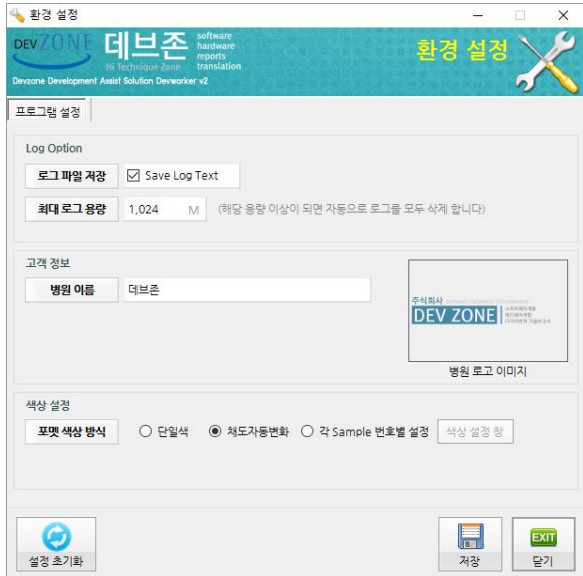 환경 설정
DEVZONE 데브존
Hi Technique Zone
software
hardware
reports
translation
환경 설정
Devzone Development Assist Solution Devworker v2
프로그램 설정
Log Option
로그 파일 저장 Save Log Text
최대 로그 용량 1,024 M (해당 용량 이상이 되면 자동으로 로그를 모두 삭제 합니다)
고객 정보
병원 이름 데브존
주식회사
DEV ZONE
병원 로고 이미지
색상 설정
포멧 색상 방식 단일색 채도자동변화 각 Sample 번호별 설정 색상 설정 창
설정 초기화 저장 EXIT 닫기